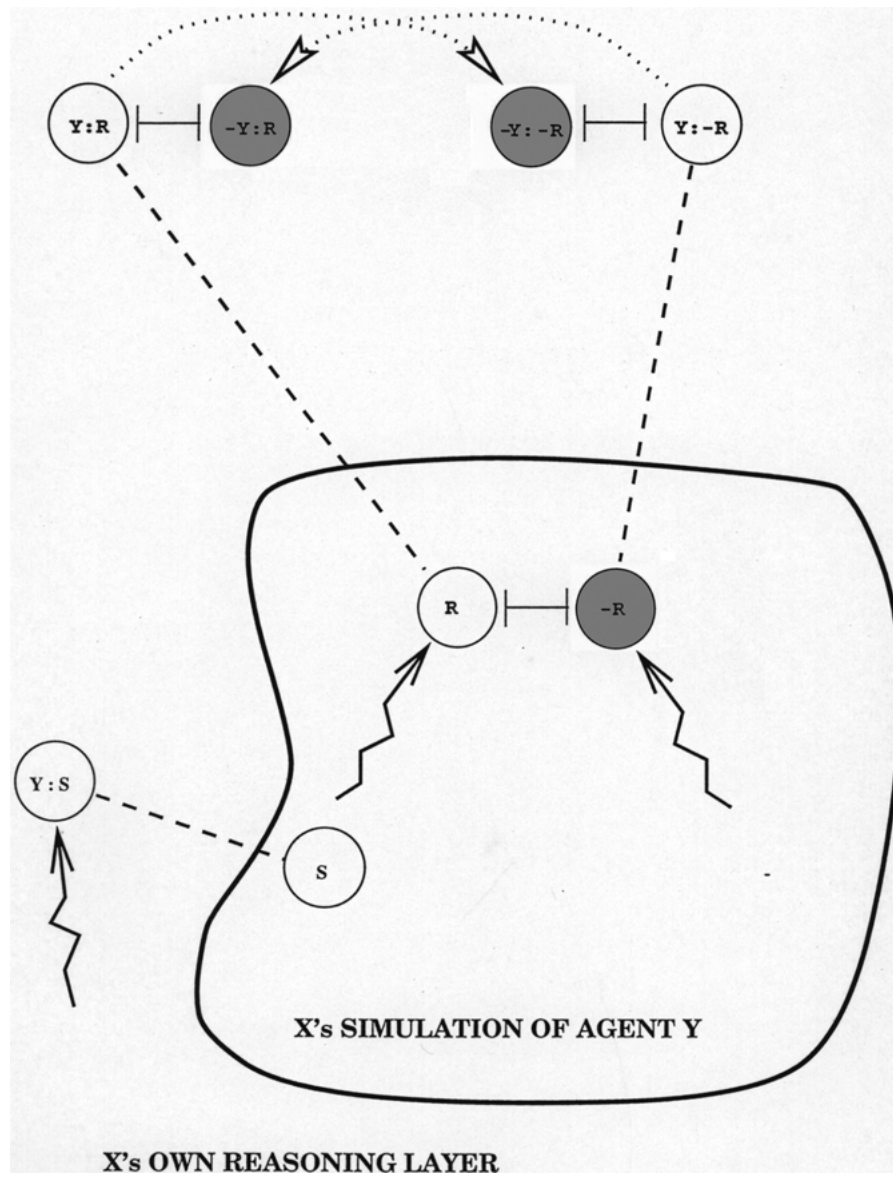 Y:R
-Y:R
-Y:-R
Y:-R
R
-R
Y:S
S
X's SIMULATION OF AGENT Y
X's OWN REASONING LAYER